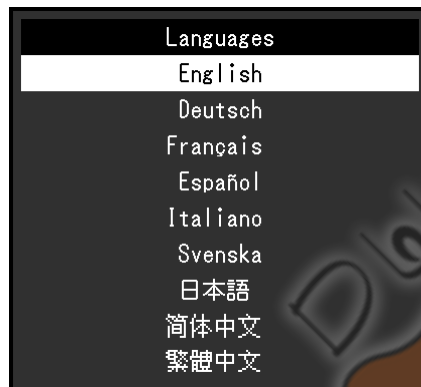 Languages
English
Deutsch
Français
Español
Italiano
Svenska
日本語
简体中文
繁體中文